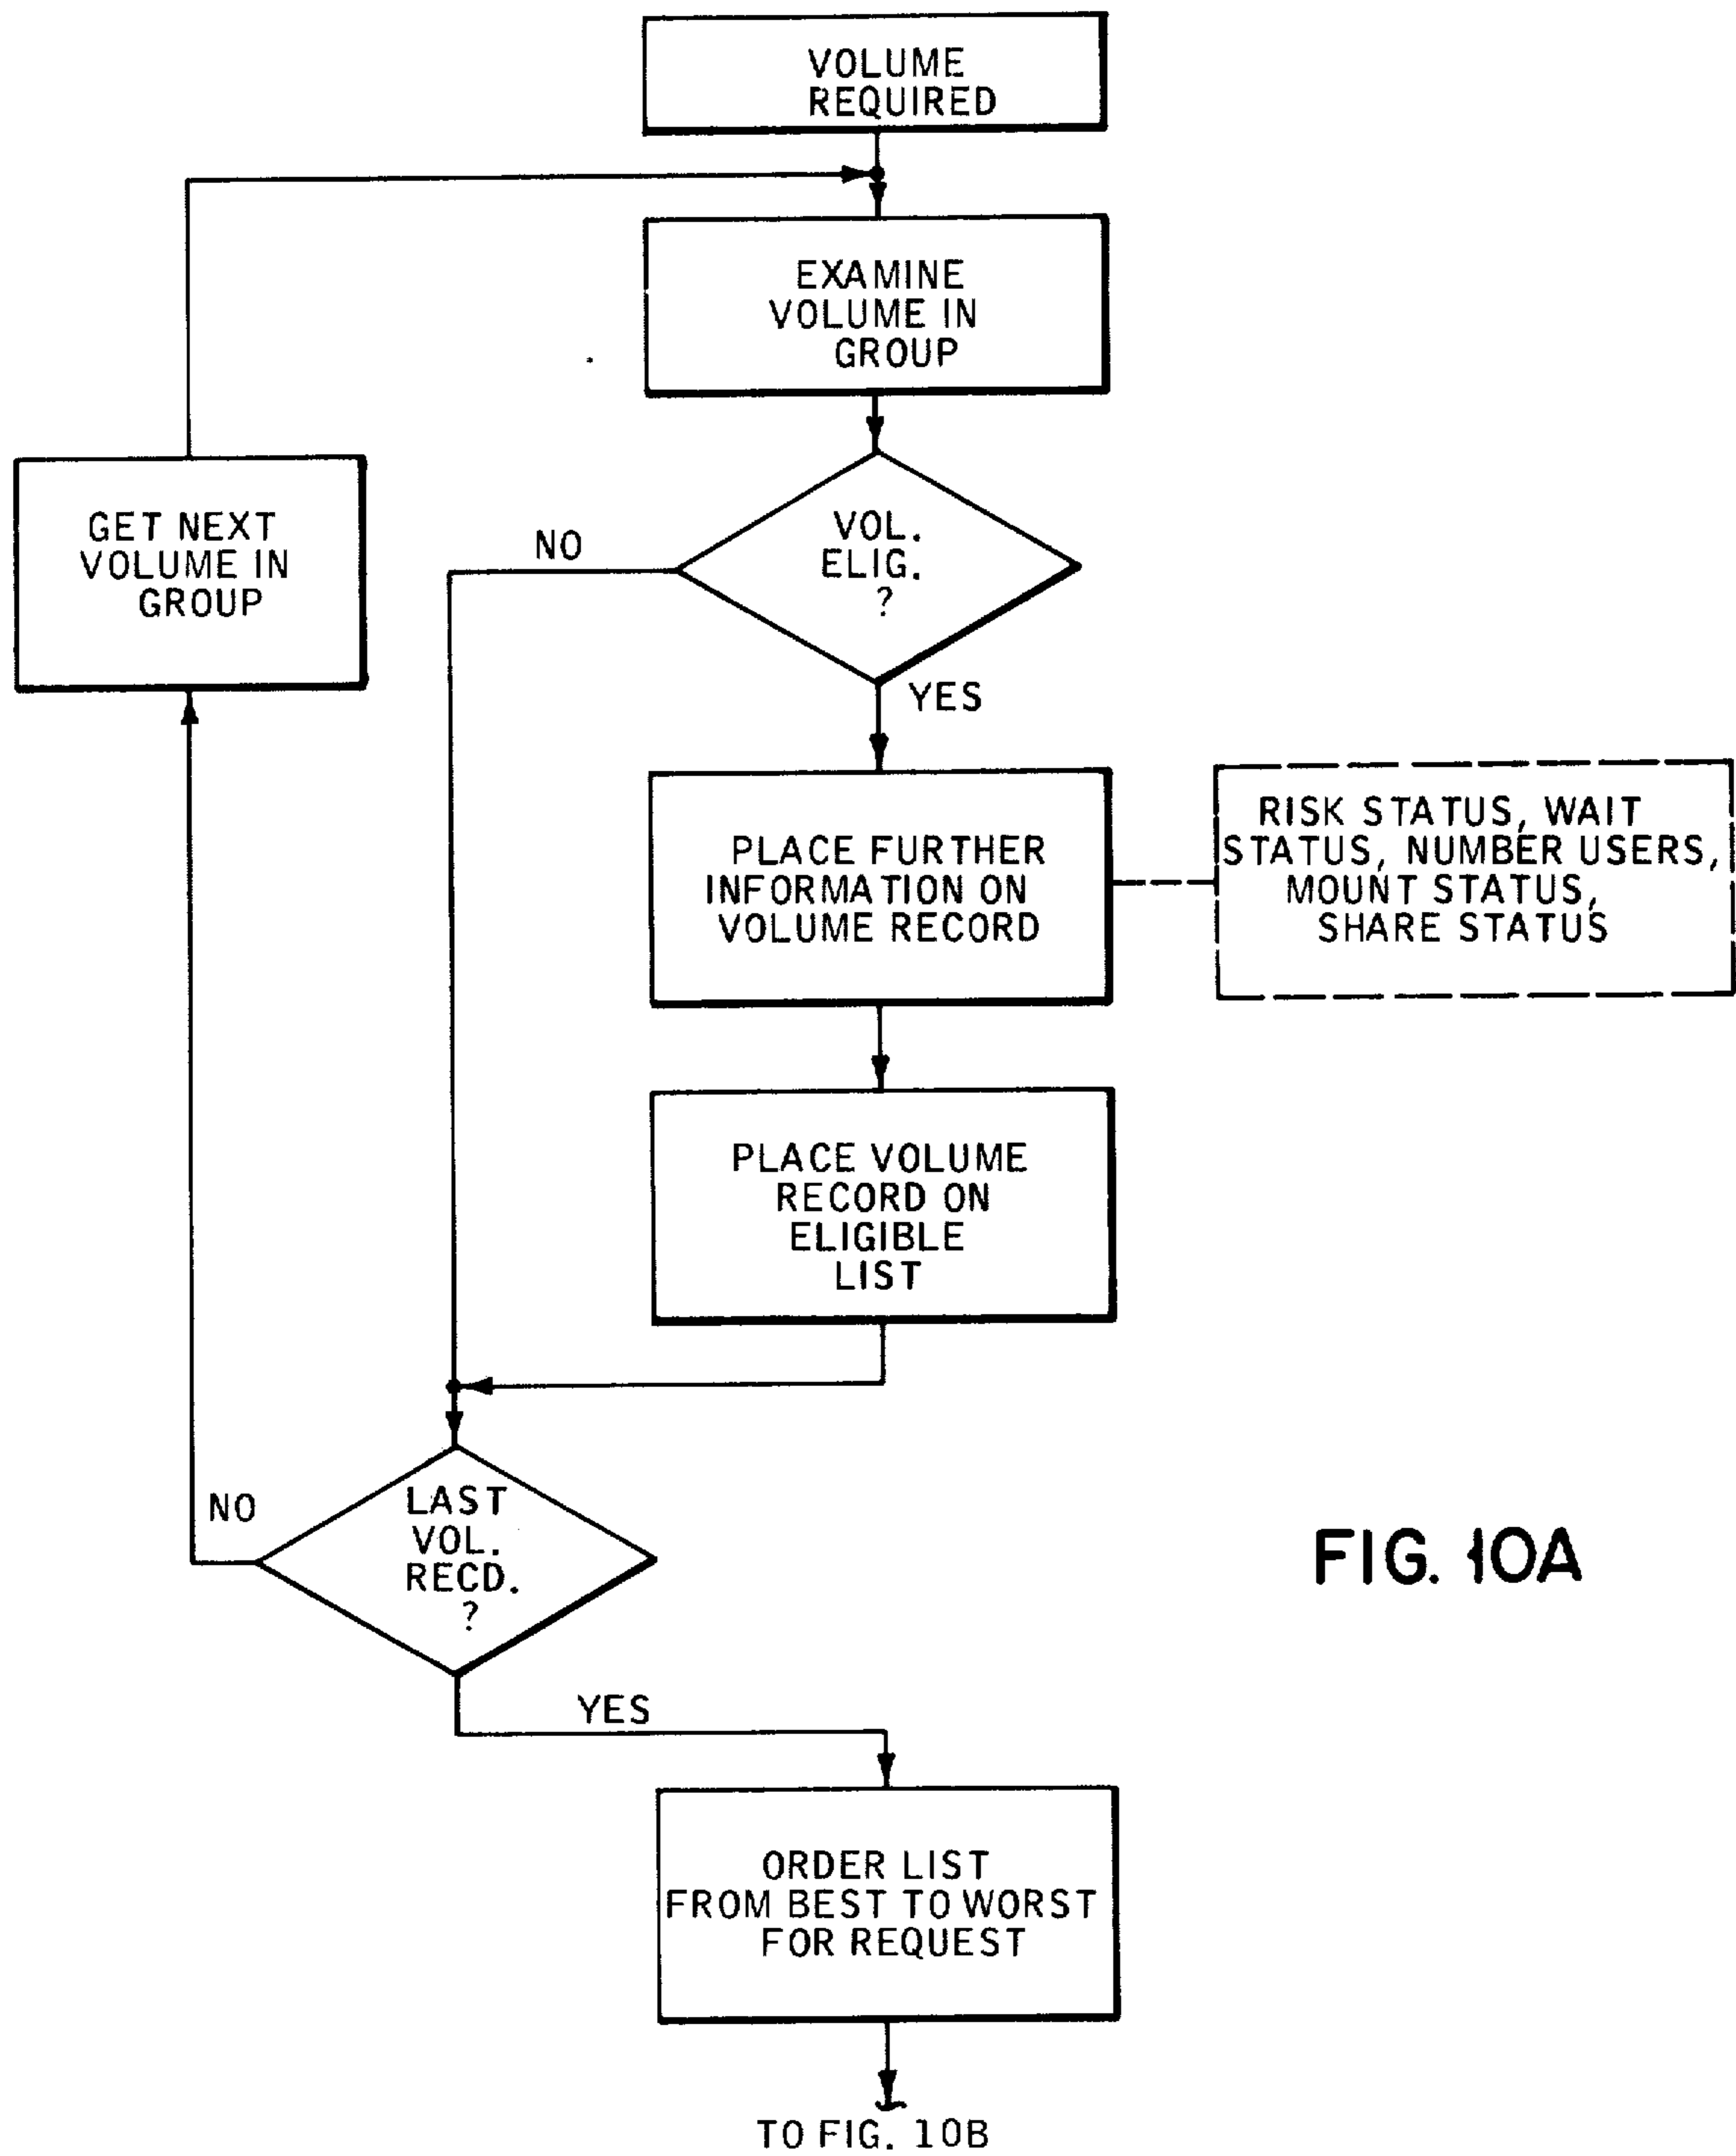 VOLUME
REQUIRED
EXAMINE
VOLUME IN
GROUP
GET NEXT
VOLUME IN
GROUP
NO
VOL.
ELIG.
?
YES
PLACE FURTHER
INFORMATION ON
VOLUME RECORD
RISK STATUS, WAIT
STATUS, NUMBER USERS,
MOUNT STATUS,
SHARE STATUS
PLACE VOLUME
RECORD ON
ELIGIBLE
LIST
NO
LAST
VOL.
RECD.
?
YES
FIG. 10A
ORDER LIST
FROM BEST TO WORST
FOR REQUEST
TO FIG. 10B